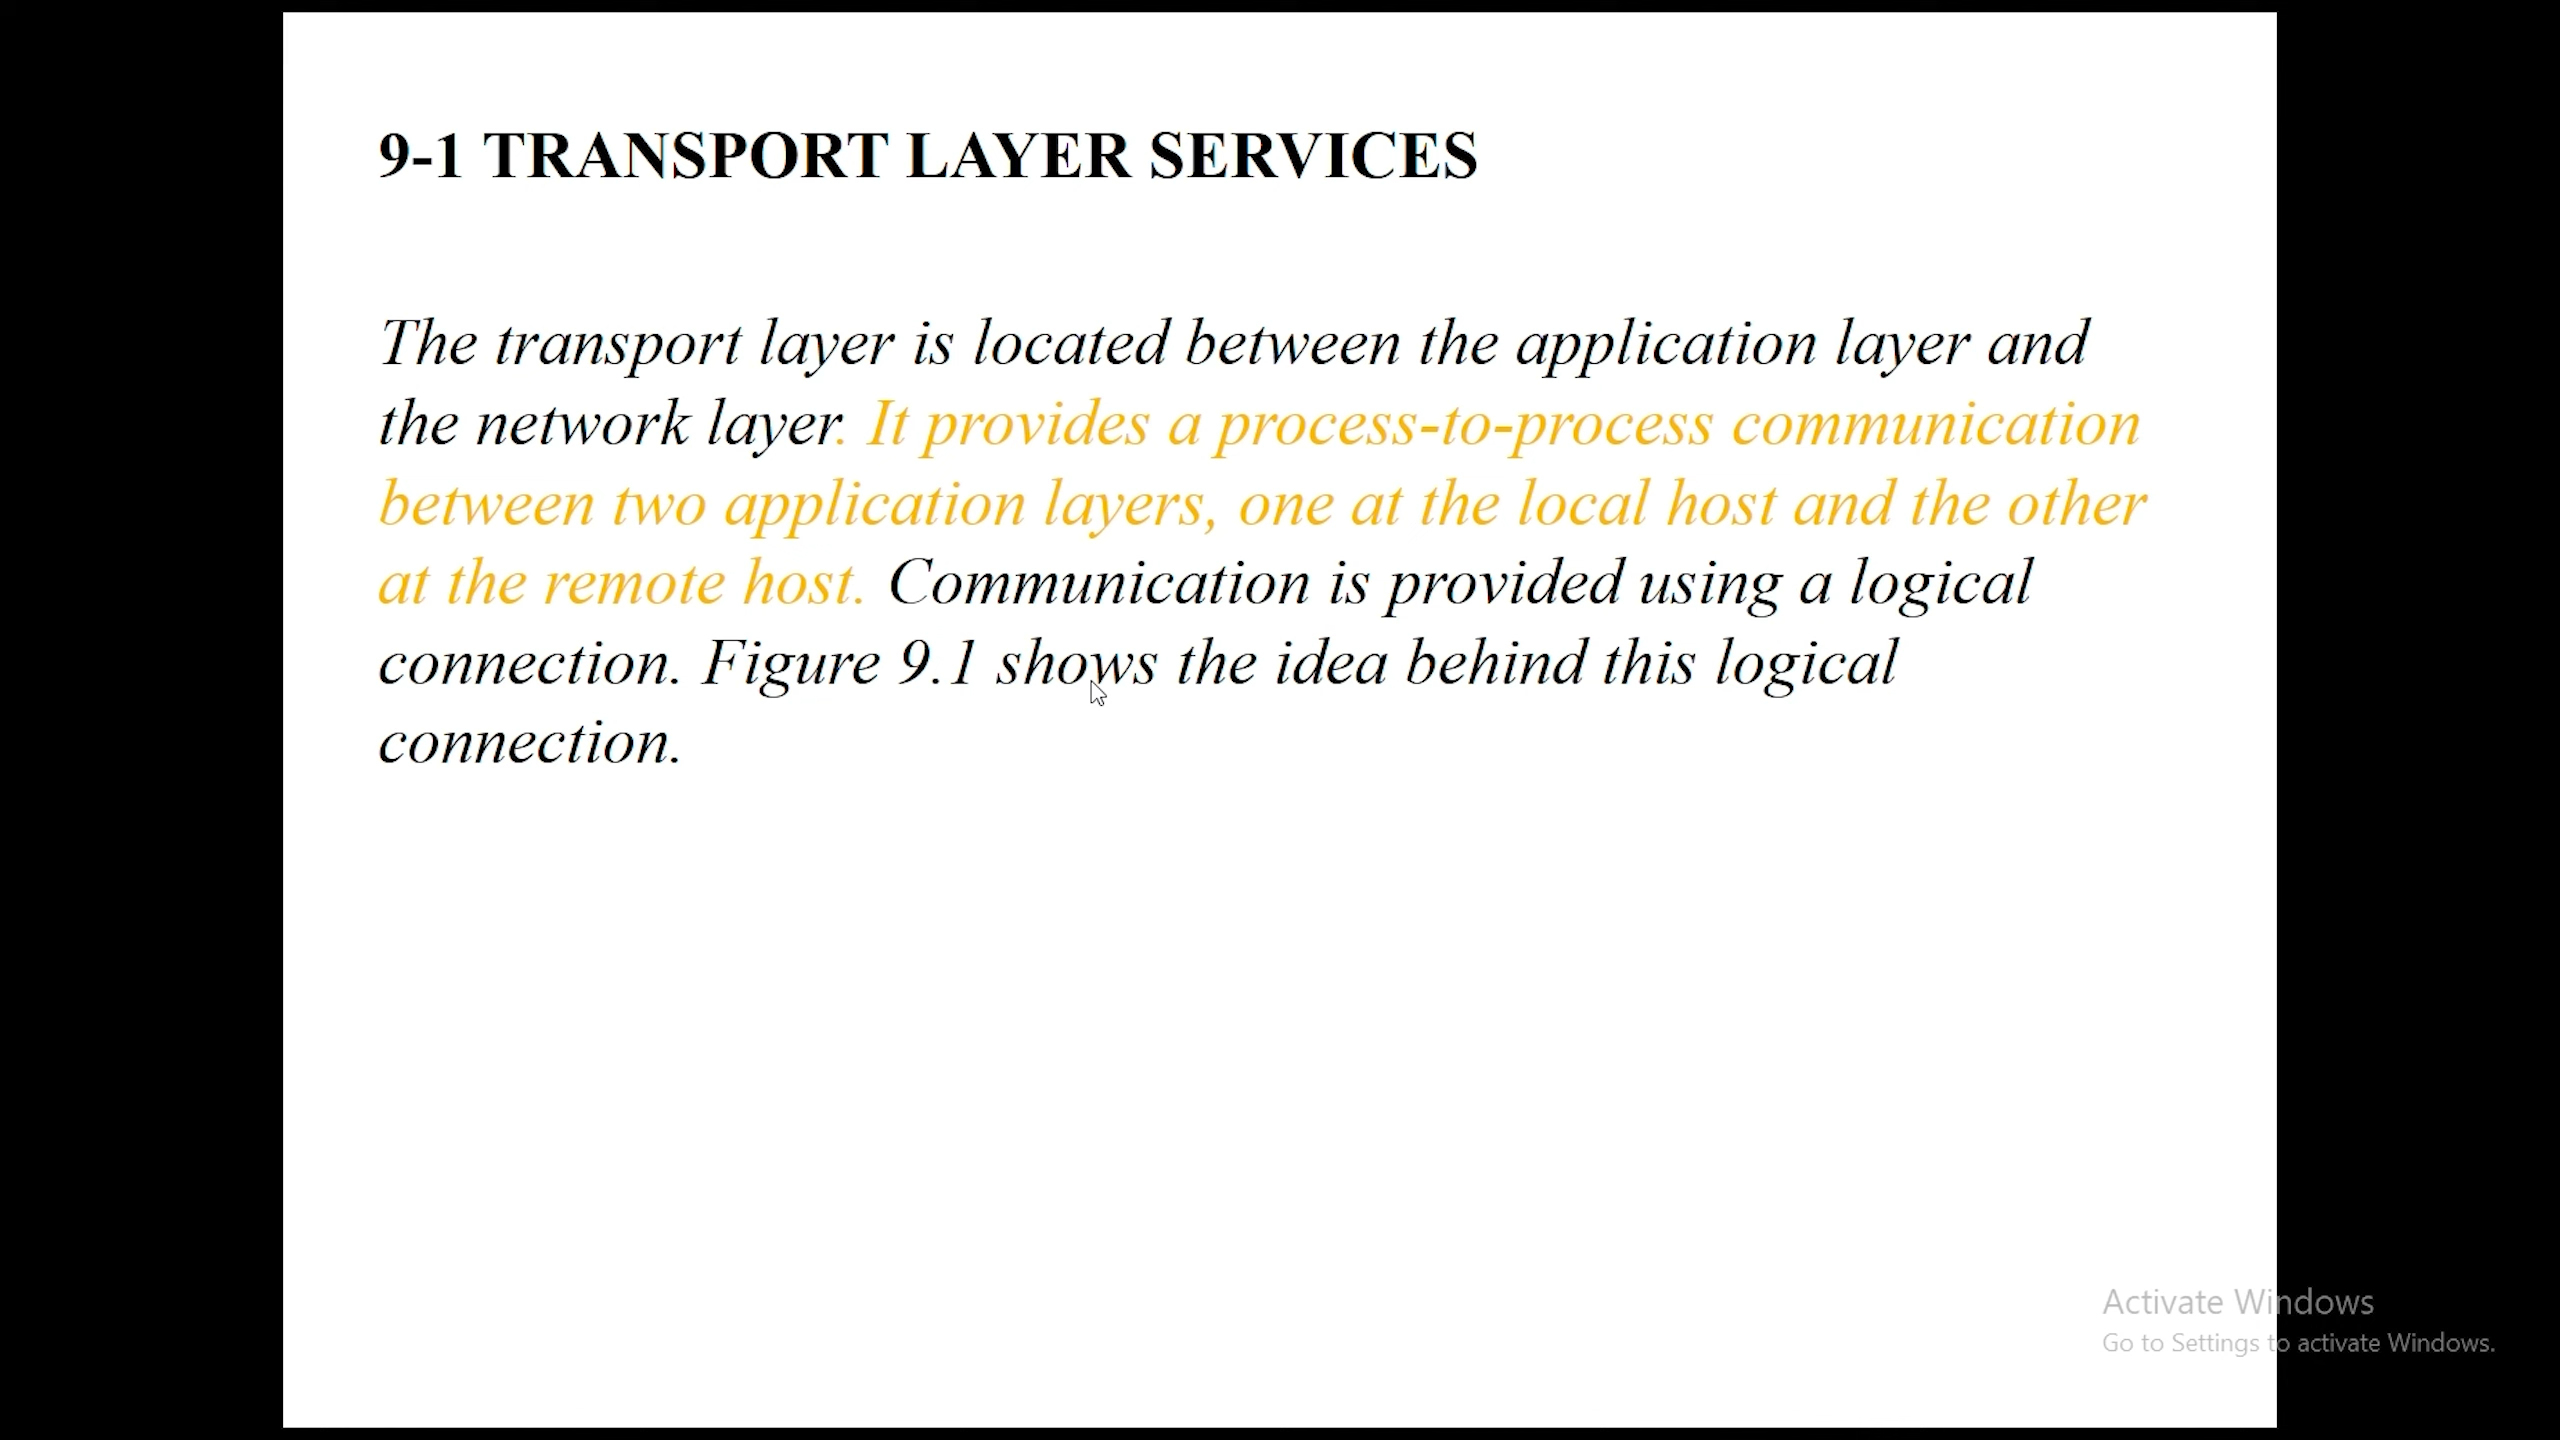 9-1 TRANSPORT LAYER SERVICES
The transport layer is located between the application layer and
the network layer. It provides a process-to-process communication
between two application layers, one at the local host and the other
at the remote host. Communication is provided using a logical
connection. Figure 9.1 shows the idea behind this logical
connection.
Activate Windows
Go to Settings to activate Windows.